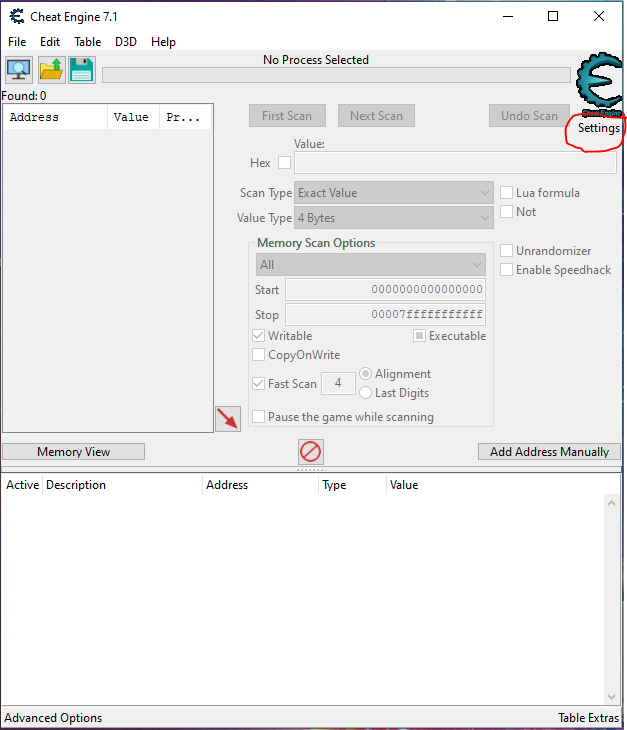 Cheat Engine 7.1
File Edit Table D3D Help
No Process Selected
Found: 0
Address Value Pr...
First Scan Next Scan Undo Scan
Cheat Engine
Settings
Value:
Hex
Scan Type Exact Value
Lua formula
Value Type 4 Bytes
Not
Memory Scan Options
All
Unrandomizer
Enable Speedhack
Start 0000000000000000
Stop 00007fffffffffff
Writable Executable
CopyOnWrite
Fast Scan 4 Alignment
Last Digits
Pause the game while scanning
Memory View Add Address Manually
Active Description Address Type Value
Advanced Options Table Extras